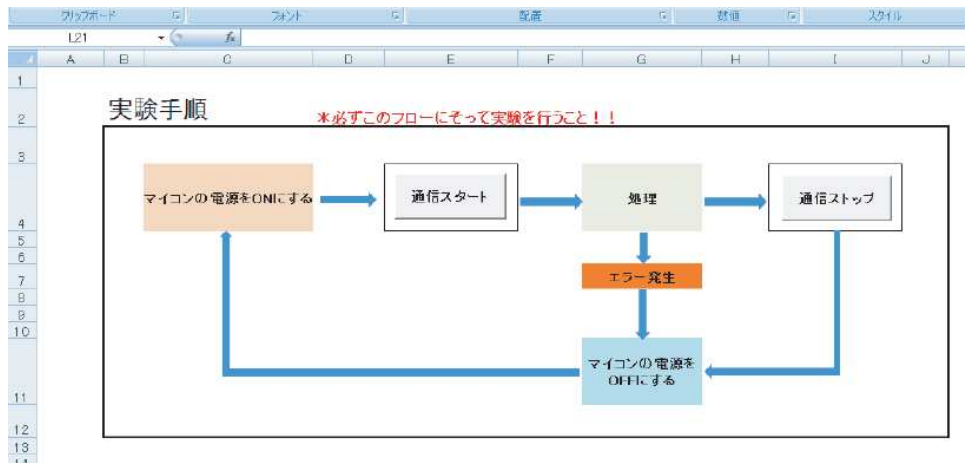 クリップボード フォント 配置 数値 スタイル
L21 fx
A B C D E F G H I J
1
実験手順
2 *必ずこのフローにそって実験を行うこと!!
3
マイコンの電源をONにする 通信スタート 処理 通信ストップ
4
5
6
7 エラー発生
8
9
10
マイコンの電源を
OFFにする
11
12
13
14